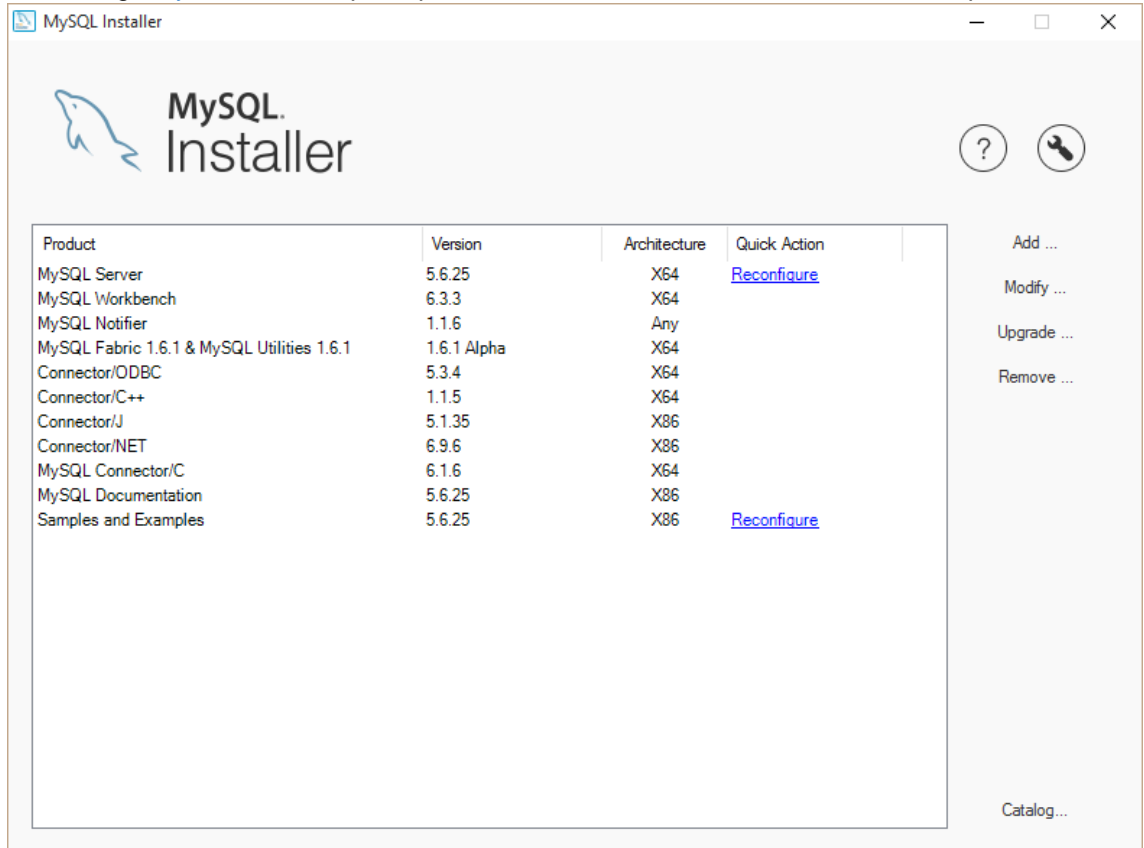 MySQL Installer
MySQL.
Installer
?
Product Version Architecture Quick Action
MySQL Server 5.6.25 X64 Reconfigure
MySQL Workbench 6.3.3 X64
MySQL Notifier 1.1.6 Any
MySQL Fabric 1.6.1 & MySQL Utilities 1.6.1 1.6.1 Alpha X64
Connector/ODBC 5.3.4 X64
Connector/C++ 1.1.5 X64
Connector/J 5.1.35 X86
Connector/NET 6.9.6 X86
MySQL Connector/C 6.1.6 X64
MySQL Documentation 5.6.25 X86
Samples and Examples 5.6.25 X86 Reconfigure
Add ...
Modify ...
Upgrade ...
Remove ...
Catalog...